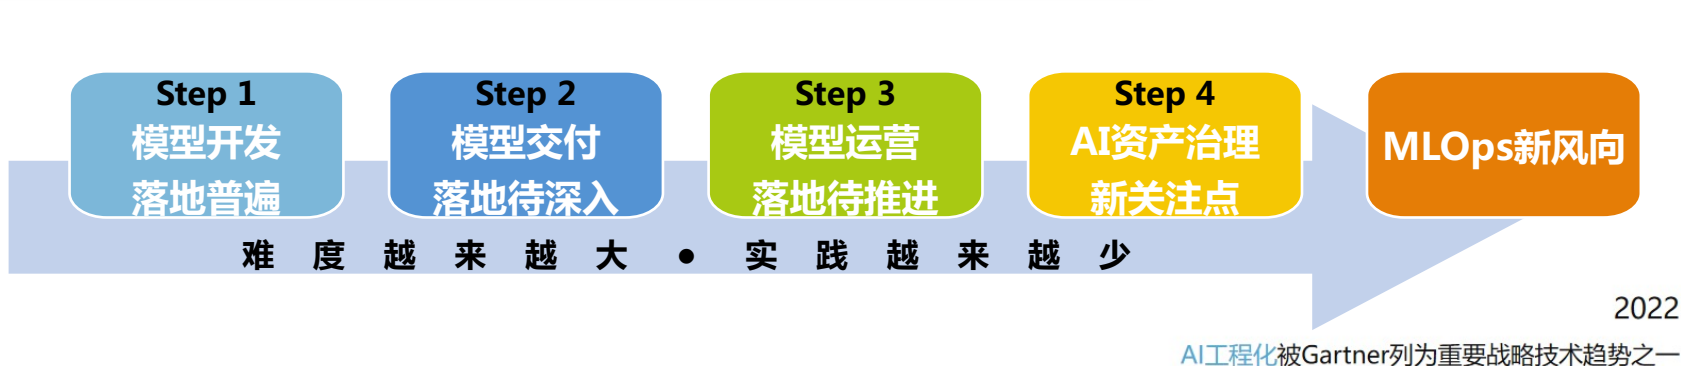 Step 1
模型开发
落地普遍
Step 2
模型交付
落地待深入
Step 3
模型运营
落地待推进
Step 4
AI资产治理
新关注点
MLOps新风向
难度越来越大•实践越来越少
2022
AI工程化被Gartner列为重要战略技术趋势之一